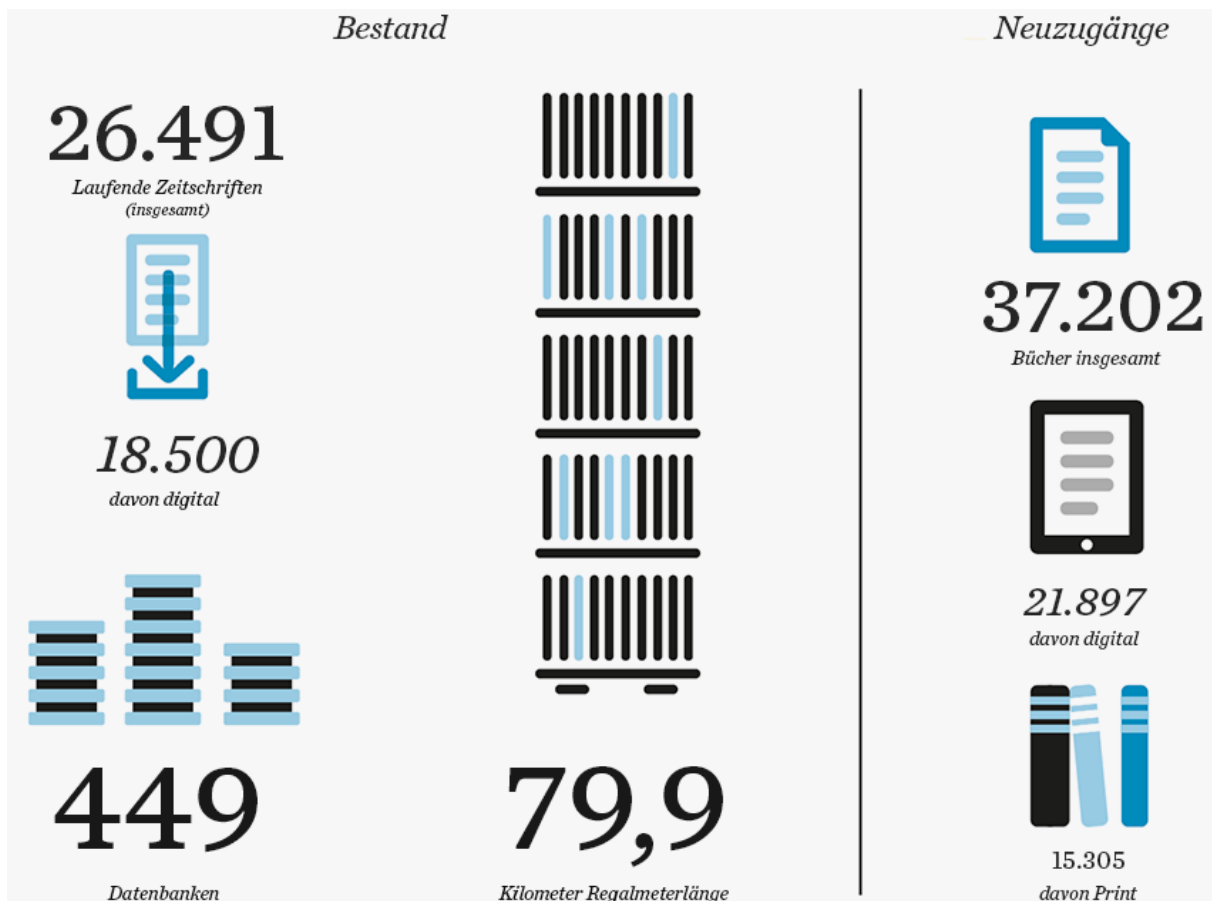 Bestand
26.491
Laufende Zeitschriften
(insgesamt)
18.500
davon digital
449
Datenbanken
79,9
Kilometer Regalmeterlänge
Neuzugänge
37.202
Bücher insgesamt
21.897
davon digital
15.305
davon Print